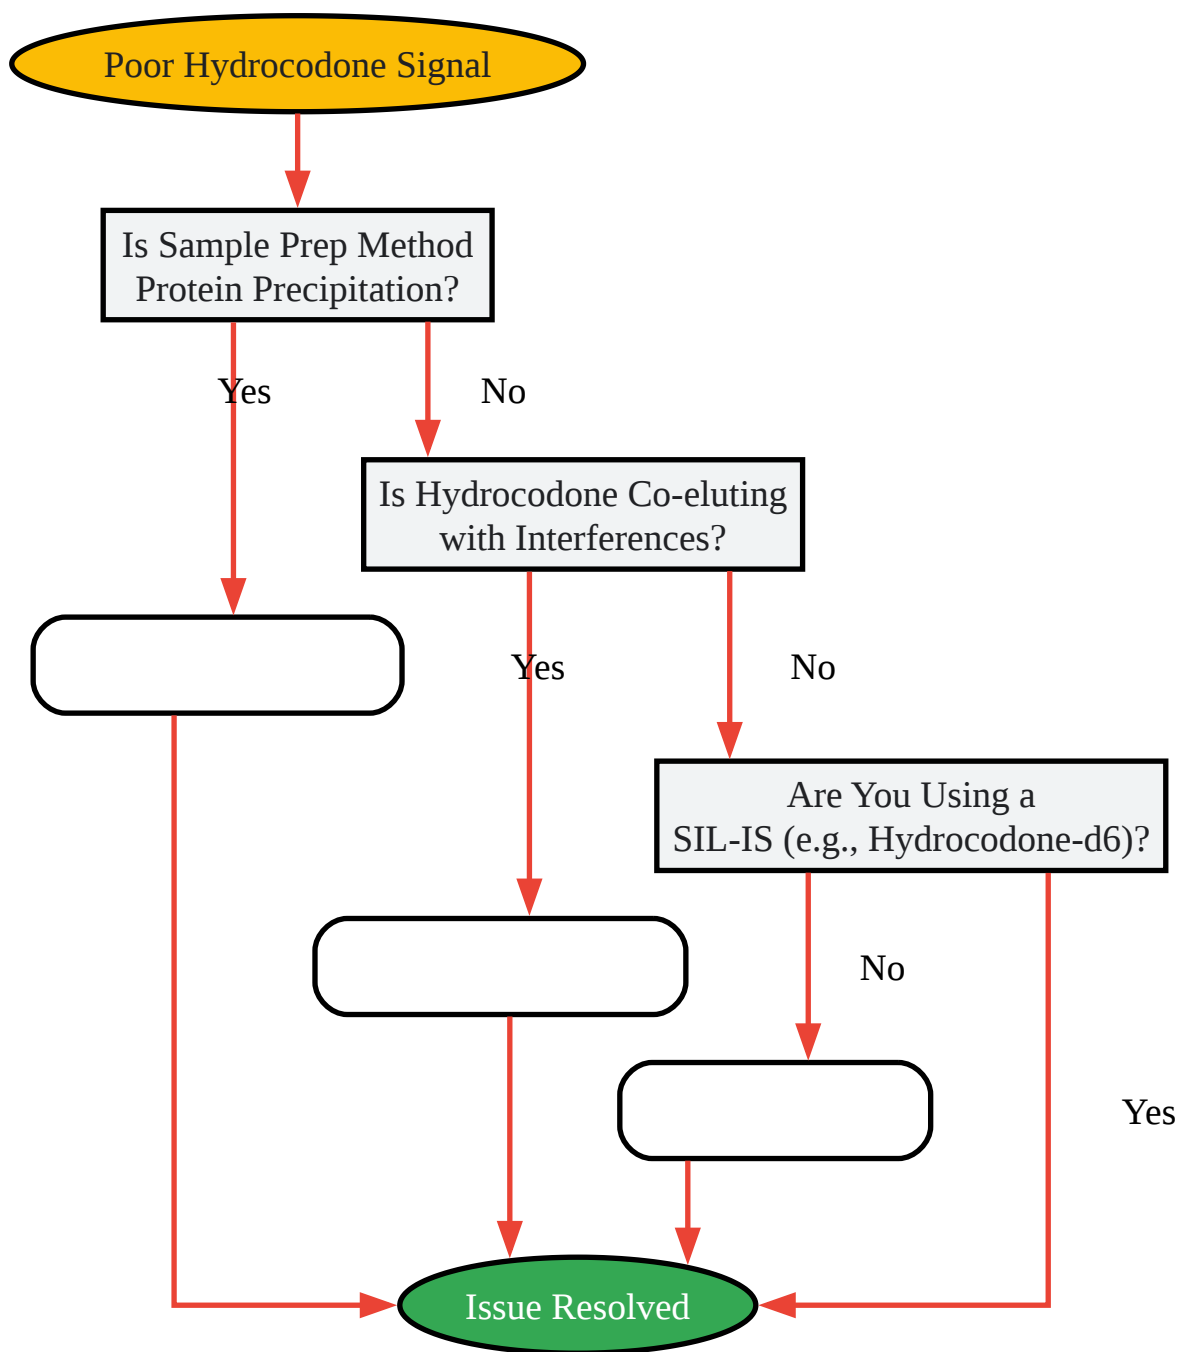 Poor Hydrocodone Signal
Is Sample Prep Method
Protein Precipitation?
Yes
No
Is Hydrocodone Co-eluting
with Interferences?
Yes
No
Are You Using a
SIL-IS (e.g., Hydrocodone-d6)?
No
Yes
Issue Resolved